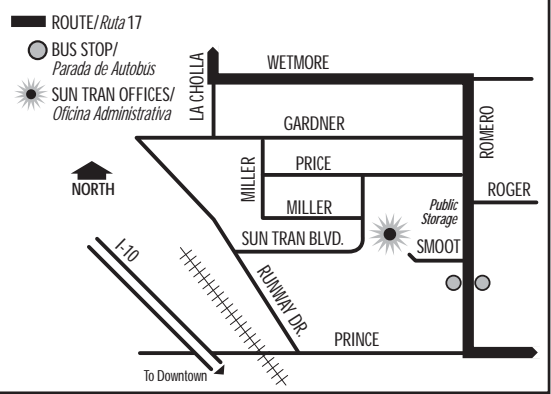 ROUTE/Ruta 17
BUS STOP/
Parada de Autobús
SUN TRAN OFFICES/
Oficina Administrativa
LA CHOLLA
WETMORE
GARDNER
ROMERO
MILLER
PRICE
NORTH
ROGER
MILLER
Public
Storage
SUN TRAN BLVD.
SMOOT
I-10
RUNWAY DR.
PRINCE
To Downtown